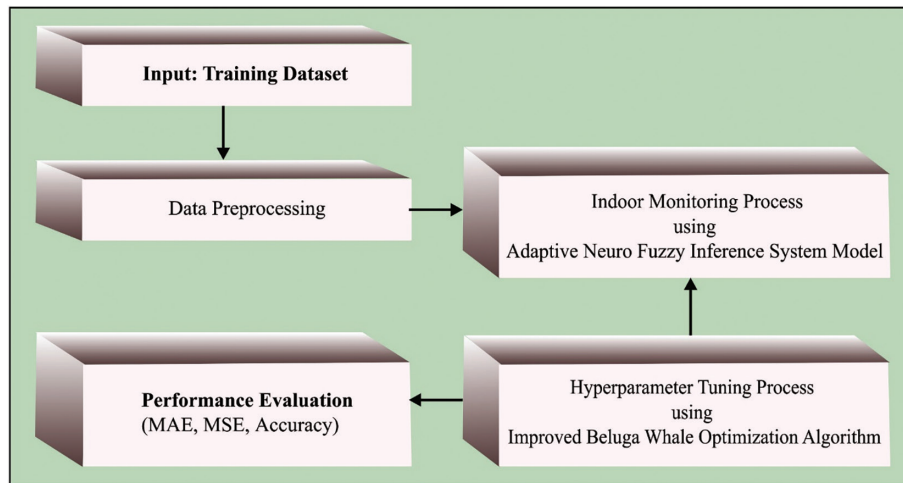 Input: Training Dataset
Data Preprocessing
Indoor Monitoring Process
using
Adaptive Neuro Fuzzy Inference System Model
Hyperparameter Tuning Process
using
Improved Beluga Whale Optimization Algorithm
Performance Evaluation
(MAE, MSE, Accuracy)